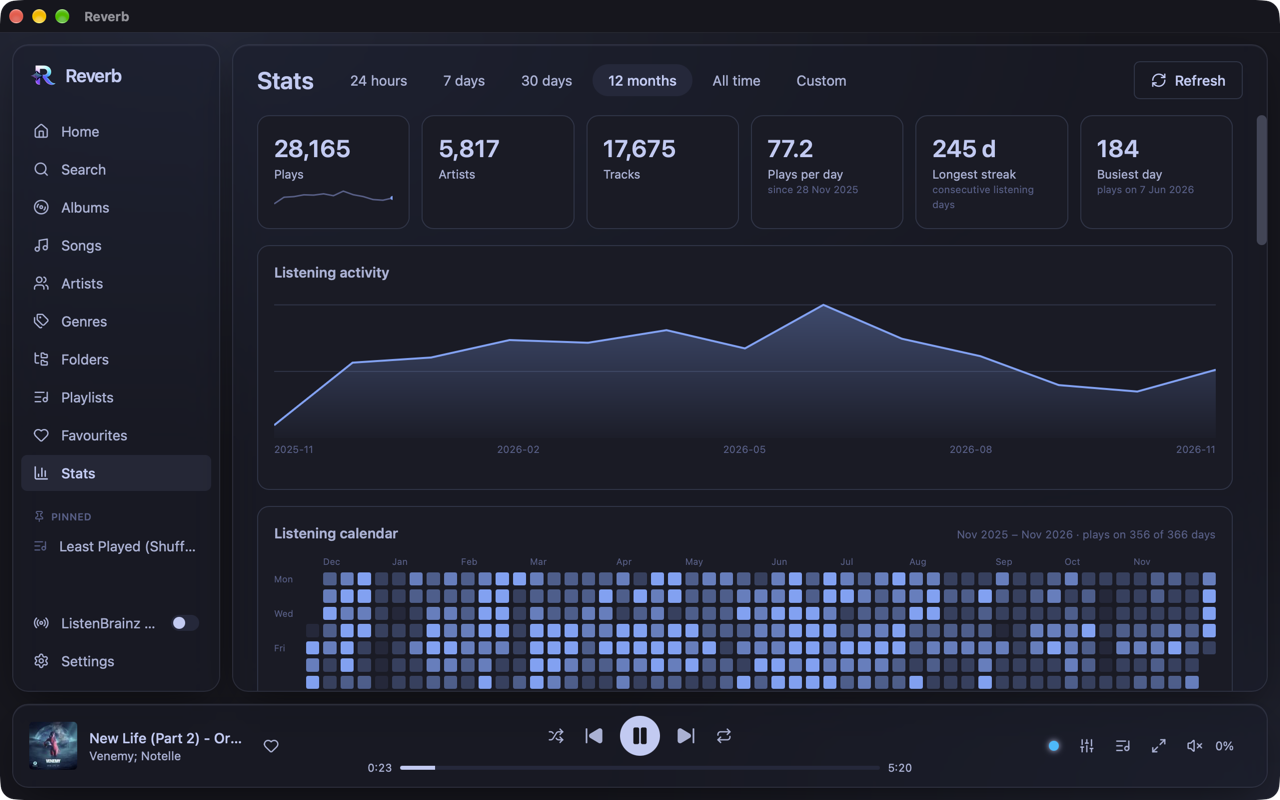 Reverb
Reverb
Home
Search
Albums
Songs
Artists
Genres
Folders
Playlists
Favourites
Stats
PINNED
Least Played (Shuff...
ListenBrainz ...
Settings
Stats
24 hours
7 days
30 days
12 months
All time
Custom
Refresh
28,165
Plays
5,817
Artists
17,675
Tracks
77.2
Plays per day
since 28 Nov 2025
245 d
Longest streak
consecutive listening
days
184
Busiest day
plays on 7 Jun 2026
Listening activity
2025-11
2026-02
2026-05
2026-08
2026-11
Listening calendar
Nov 2025 – Nov 2026 · plays on 356 of 366 days
Dec
Jan
Feb
Mar
Apr
May
Jun
Jul
Aug
Sep
Oct
Nov
Mon
Wed
Fri
VENEMY
New Life (Part 2) - Or...
Venemy; Notelle
0:23
5:20
0%